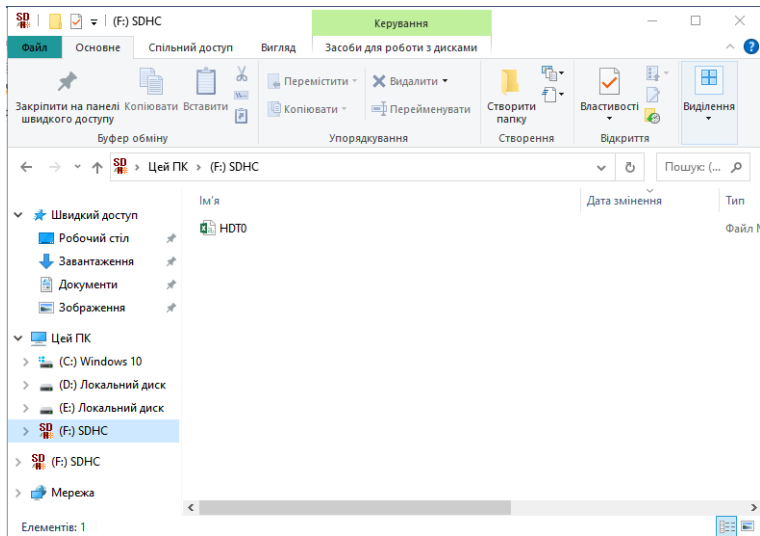 (F:) SDHC
Керування
Файл Основне Спільний доступ Вигляд Засоби для роботи з дисками
Закріпити на панелі швидкого доступу
Копіювати
Вставити
Буфер обміну
Перемістити
Копіювати
Видалити
Перейменувати
Упорядкування
Створити папку
Створення
Властивості
Відкриття
Виділення
Цей ПК > (F:) SDHC
Пошук: (...
Ім'я Дата змінення Тип
HDT0 Файл
Швидкий доступ
Робочий стіл
Завантаження
Документи
Зображення
Цей ПК
(C:) Windows 10
(D:) Локальний диск
(E:) Локальний диск
(F:) SDHC
(F:) SDHC
Мережа
Елементів: 1